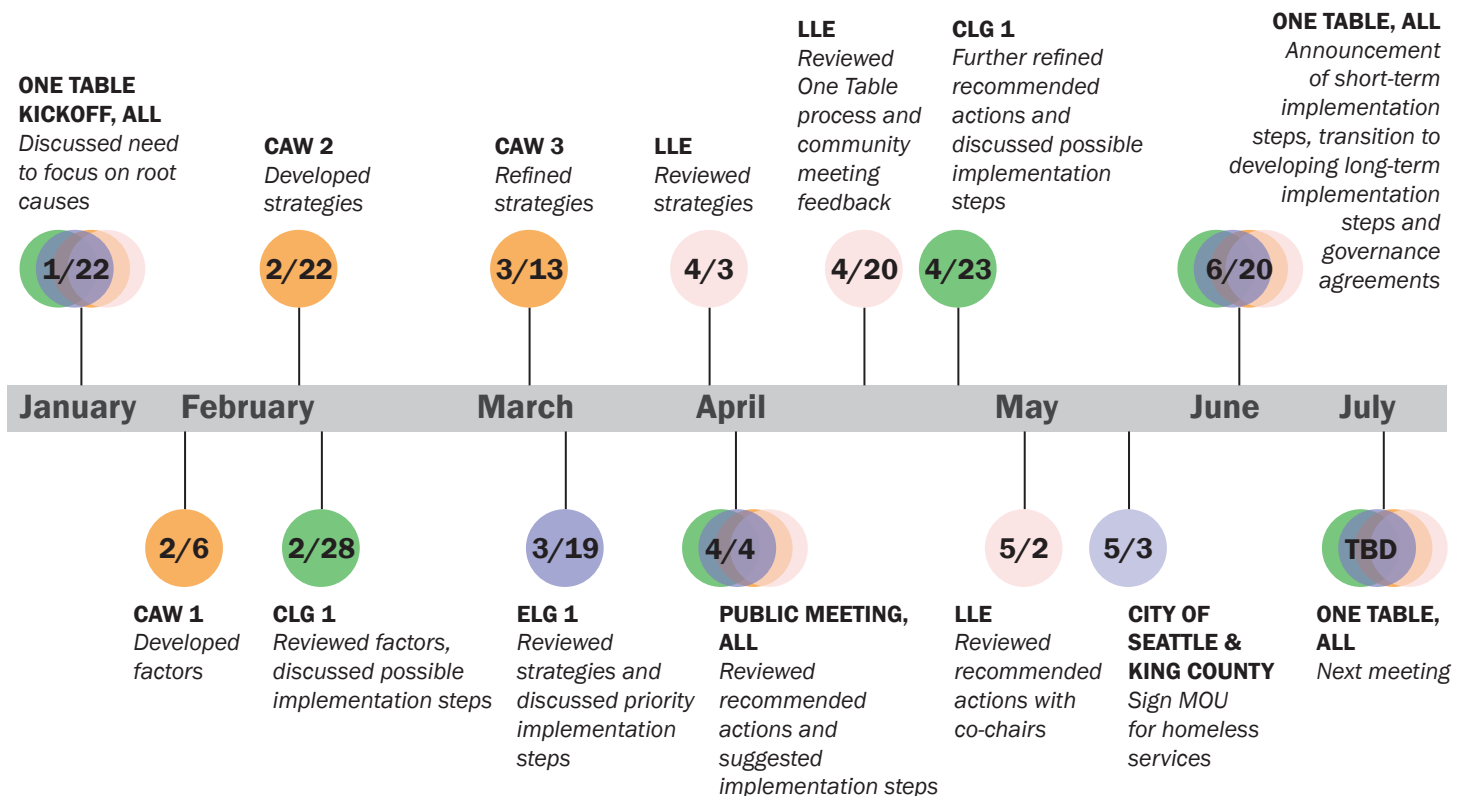 ONE TABLE
KICKOFF, ALL
Discussed need
to focus on root
causes
1/22
CAW 2
Developed
strategies
2/22
CAW 3
Refined
strategies
3/13
LLE
Reviewed
strategies
4/3
LLE
Reviewed
One Table
process and
community
meeting
feedback
4/20
CLG 1
Further refined
recommended
actions and
discussed possible
implementation
steps
4/23
ONE TABLE, ALL
Announcement
of short-term
implementation
steps, transition to
developing long-term
implementation
steps and
governance
agreements
6/20
January
February
March
April
May
June
July
2/6
CAW 1
Developed
factors
2/28
CLG 1
Reviewed factors,
discussed possible
implementation steps
3/19
ELG 1
Reviewed
strategies and
discussed priority
implementation
steps
4/4
PUBLIC MEETING,
ALL
Reviewed
recommended
actions and
suggested
implementation steps
5/2
LLE
Reviewed
recommended
actions with
co-chairs
5/3
CITY OF
SEATTLE &
KING COUNTY
Sign MOU
for homeless
services
TBD
ONE TABLE,
ALL
Next meeting